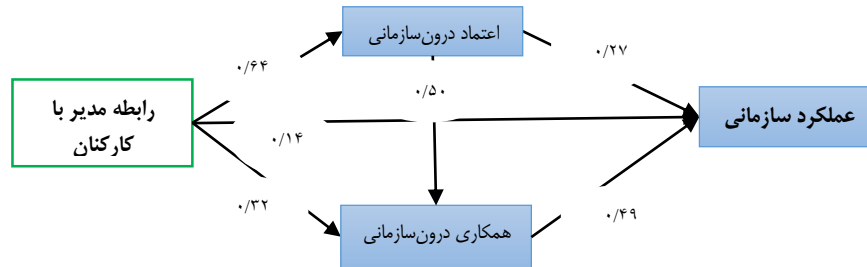 اعتماد درون‌سازمانی
۰/۶۴
۰/۲۷
۰/۵۰
رابطه مدیر با
کارکنان
عملکرد سازمانی
۰/۱۴
۰/۳۲
۰/۴۹
همکاری درون‌سازمانی